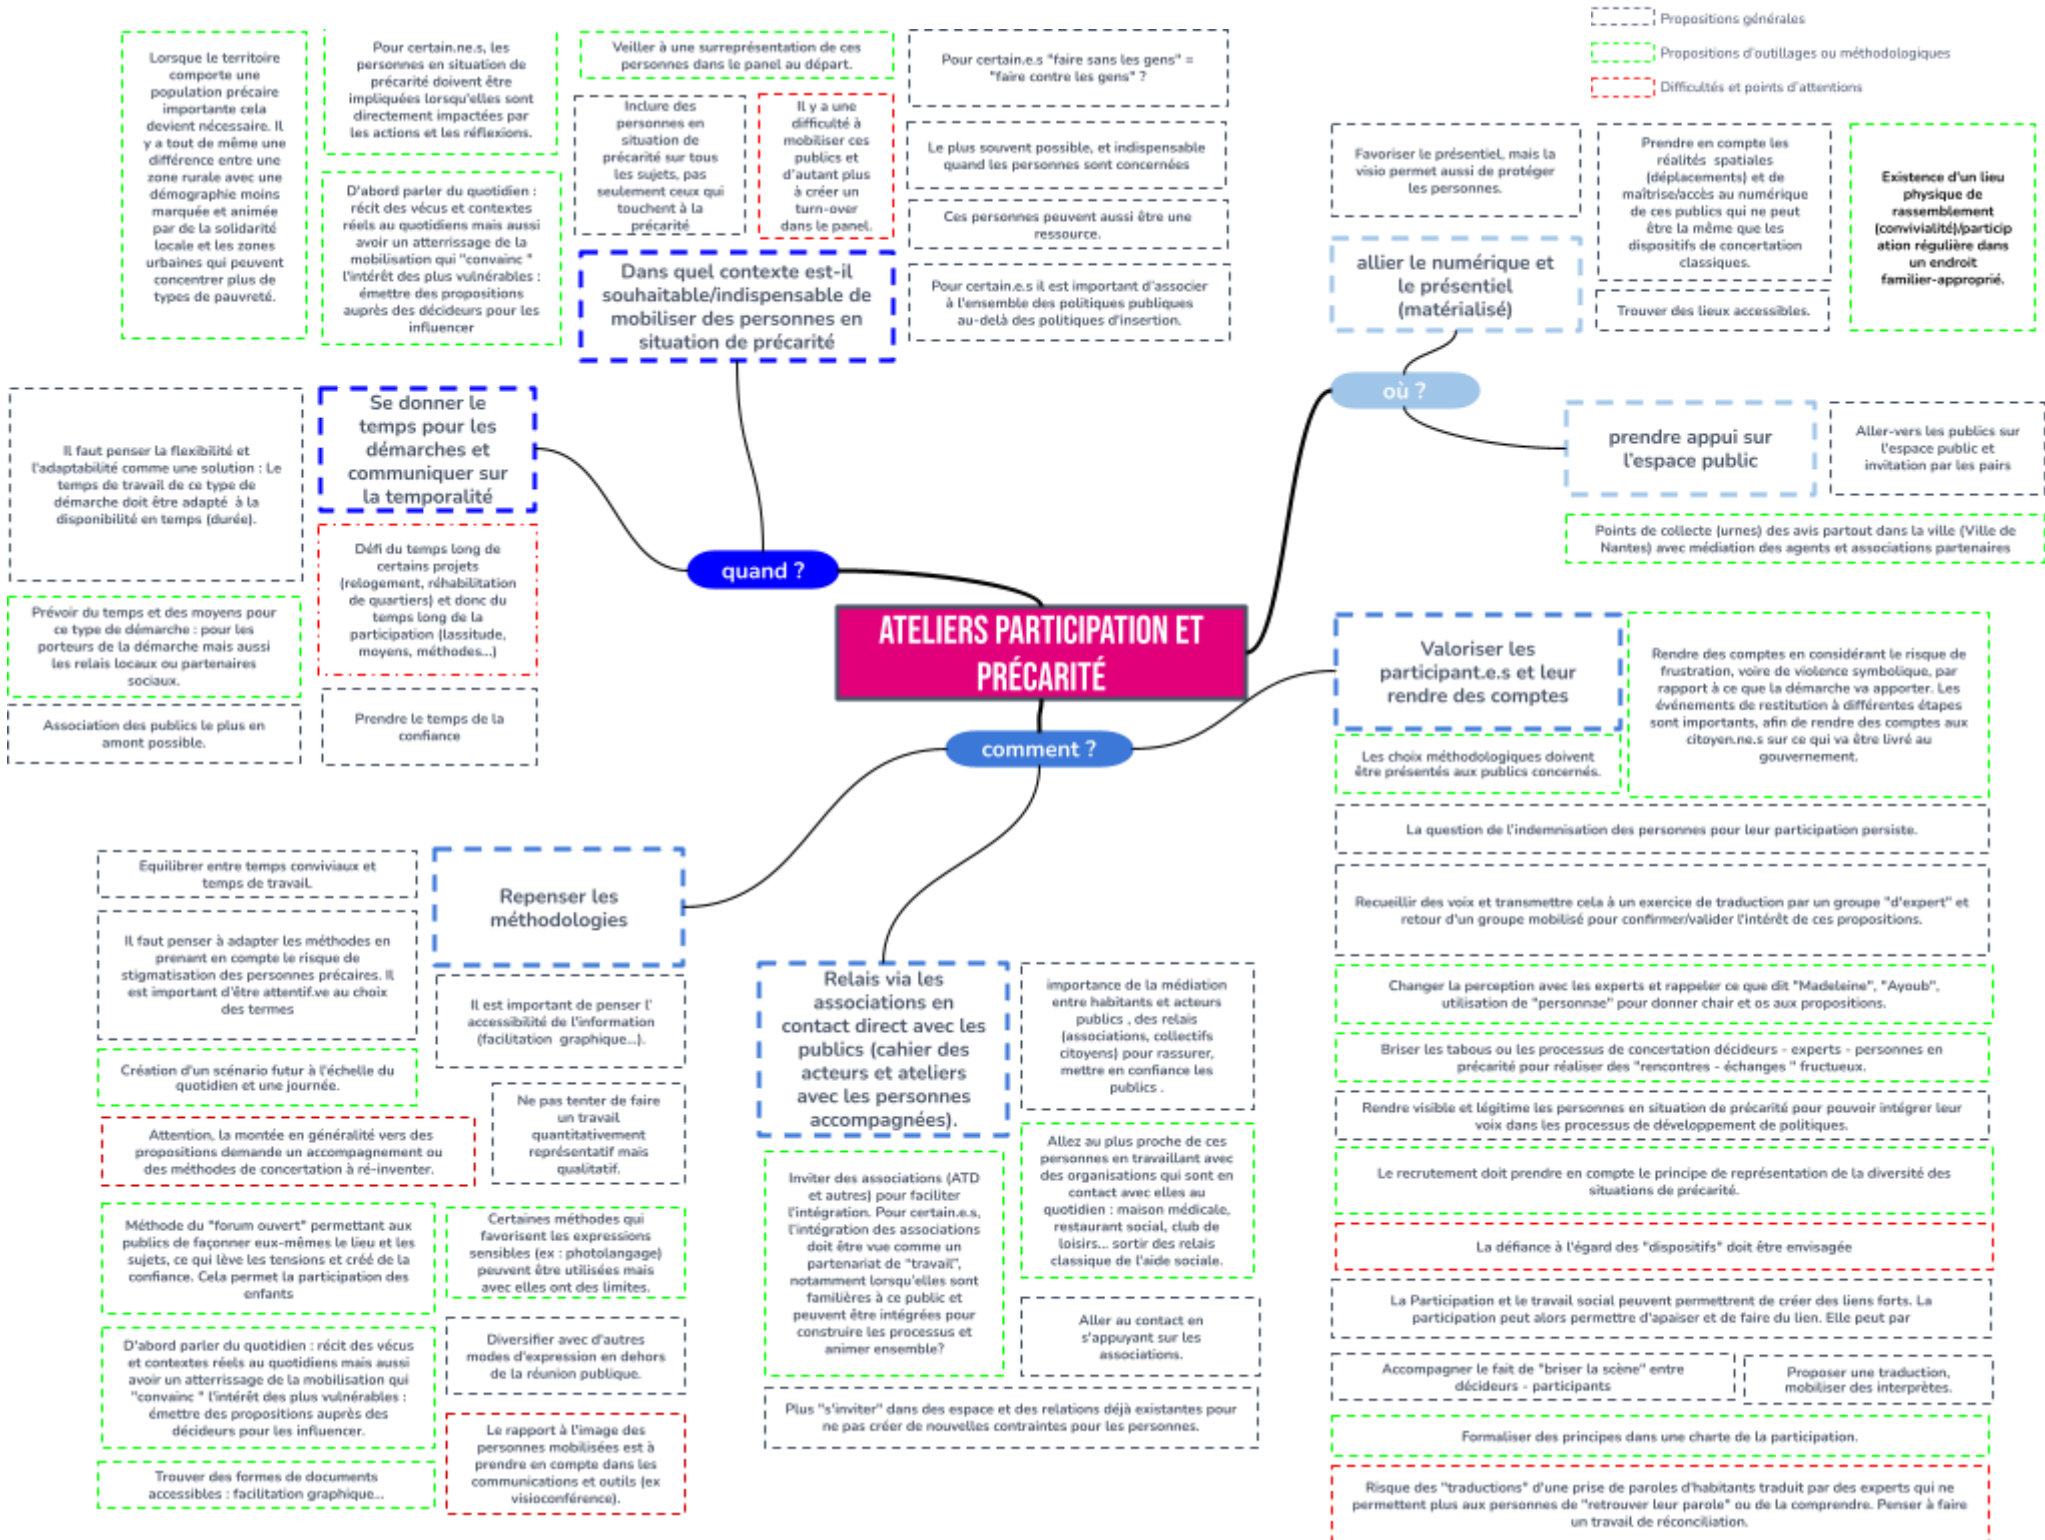 Propositions générales
Propositions d'outillages ou méthodologiques
Difficultés et points d'attentions
Lorsque le territoire
comporte une
population précaire
importante cela
devient nécessaire. Il
y a tout de même une
différence entre une
zone rurale avec une
démographie moins
marquée et animée
par de la solidarité
locale et les zones
urbaines qui peuvent
concentrer plus de
types de pauvreté.
Pour certain.ne.s, les
personnes en situation de
précarité doivent être
impliquées lorsqu'elles sont
directement impactées par
les actions et les réflexions.
D'abord parler du quotidien :
récit des vécus et contextes
réels au quotidiens mais aussi
avoir un atterrissage de la
mobilisation qui "convainc "
l'intérêt des plus vulnérables :
émettre des propositions
auprès des décideurs pour les
influencer
Veiller à une surreprésentation de ces
personnes dans le panel au départ.
Inclure des
personnes en
situation de
précarité sur tous
les sujets, pas
seulement ceux qui
touchent à la
précarité
Il y a une
difficulté à
mobiliser ces
publics et
d'autant plus
à créer un
turn-over
dans le panel.
Pour certain.e.s "faire sans les gens" =
"faire contre les gens" ?
Le plus souvent possible, et indispensable
quand les personnes sont concernées
Ces personnes peuvent aussi être une
ressource.
Pour certain.e.s il est important d'associer
à l'ensemble des politiques publiques
au-delà des politiques d'insertion.
Dans quel contexte est-il
souhaitable/indispensable de
mobiliser des personnes en
situation de précarité
Favoriser le présentiel, mais la
visio permet aussi de protéger
les personnes.
Prendre en compte les
réalités  spatiales
(déplacements) et de
maîtrise/accès au numérique
de ces publics qui ne peut
être la même que les
dispositifs de concertation
classiques.
Existence d'un lieu
physique de
rassemblement
(convivialité)/particip
ation régulière dans
un endroit
familier-approprié.
allier le numérique et
le présentiel
(matérialisé)
Trouver des lieux accessibles.
où ?
prendre appui sur
l'espace public
Aller-vers les publics sur
l'espace public et
invitation par les pairs
Points de collecte (urnes) des avis partout dans la ville (Ville de
Nantes) avec médiation des agents et associations partenaires
Il faut penser la flexibilité et
l'adaptabilité comme une solution : Le
temps de travail de ce type de
démarche doit être adapté  à la
disponibilité en temps (durée).
Se donner le
temps pour les
démarches et
communiquer sur
la temporalité
Défi du temps long de
certains projets
(relogement, réhabilitation
de quartiers) et donc du
temps long de la
participation (lassitude,
moyens, méthodes...)
Prévoir du temps et des moyens pour
ce type de démarche : pour les
porteurs de la démarche mais aussi
les relais locaux ou partenaires
sociaux.
Association des publics le plus en
amont possible.
Prendre le temps de la
confiance
quand ?
ATELIERS PARTICIPATION ET
PRÉCARITÉ
comment ?
Valoriser les
participant.e.s et leur
rendre des comptes
Rendre des comptes en considérant le risque de
frustration, voire de violence symbolique, par
rapport à ce que la démarche va apporter. Les
événements de restitution à différentes étapes
sont importants, afin de rendre des comptes aux
citoyen.ne.s sur ce qui va être livré au
gouvernement.
Les choix méthodologiques doivent
être présentés aux publics concernés.
La question de l'indemnisation des personnes pour leur participation persiste.
Recueillir des voix et transmettre cela à un exercice de traduction par un groupe "d'expert" et
retour d'un groupe mobilisé pour confirmer/valider l'intérêt de ces propositions.
Changer la perception avec les experts et rappeler ce que dit "Madeleine", "Ayoub",
utilisation de "personnae" pour donner chair et os aux propositions.
Briser les tabous ou les processus de concertation décideurs - experts - personnes en
précarité pour réaliser des "rencontres - échanges " fructueux.
Rendre visible et légitime les personnes en situation de précarité pour pouvoir intégrer leur
voix dans les processus de développement de politiques.
Le recrutement doit prendre en compte le principe de représentation de la diversité des
situations de précarité.
La défiance à l'égard des "dispositifs" doit être envisagée
La Participation et le travail social peuvent permettrent de créer des liens forts. La
participation peut alors permettre d'apaiser et de faire du lien. Elle peut par
Accompagner le fait de "briser la scène" entre
décideurs - participants
Proposer une traduction,
mobiliser des interprètes.
Formaliser des principes dans une charte de la participation.
Risque des "traductions" d'une prise de paroles d'habitants traduit par des experts qui ne
permettent plus aux personnes de "retrouver leur parole" ou de la comprendre. Penser à faire
un travail de réconciliation.
Equilibrer entre temps conviviaux et
temps de travail.
Repenser les
méthodologies
Il faut penser à adapter les méthodes en
prenant en compte le risque de
stigmatisation des personnes précaires. Il
est important d'être attentif.ve au choix
des termes
Il est important de penser l'
accessibilité de l'information
(facilitation  graphique...).
Création d'un scénario futur à l'échelle du
quotidien et une journée.
Ne pas tenter de faire
un travail
quantitativement
représentatif mais
qualitatif.
Attention, la montée en généralité vers des
propositions demande un accompagnement ou
des méthodes de concertation à ré-inventer.
Méthode du "forum ouvert" permettant aux
publics de façonner eux-mêmes le lieu et les
sujets, ce qui lève les tensions et créé de la
confiance. Cela permet la participation des
enfants
Certaines méthodes qui
favorisent les expressions
sensibles (ex : photolangage)
peuvent être utilisées mais
avec elles ont des limites.
D'abord parler du quotidien : récit des vécus
et contextes réels au quotidiens mais aussi
avoir un atterrissage de la mobilisation qui
"convainc " l'intérêt des plus vulnérables :
émettre des propositions auprès des
décideurs pour les influencer.
Diversifier avec d'autres
modes d'expression en dehors
de la réunion publique.
Trouver des formes de documents
accessibles : facilitation graphique...
Le rapport à l'image des
personnes mobilisées est à
prendre en compte dans les
communications et outils (ex
visioconférence).
Relais via les
associations en
contact direct avec les
publics (cahier des
acteurs et ateliers
avec les personnes
accompagnées).
importance de la médiation
entre habitants et acteurs
publics , des relais
(associations, collectifs
citoyens) pour rassurer,
mettre en confiance les
publics .
Inviter des associations (ATD
et autres) pour faciliter
l'intégration. Pour certain.e.s,
l'intégration des associations
doit être vue comme un
partenariat de "travail",
notamment lorsqu'elles sont
familières à ce public et
peuvent être intégrées pour
construire les processus et
animer ensemble?
Allez au plus proche de ces
personnes en travaillant avec
des organisations qui sont en
contact avec elles au
quotidien : maison médicale,
restaurant social, club de
loisirs... sortir des relais
classique de l'aide sociale.
Aller au contact en
s'appuyant sur les
associations.
Plus "s'inviter" dans des espace et des relations déjà existantes pour
ne pas créer de nouvelles contraintes pour les personnes.